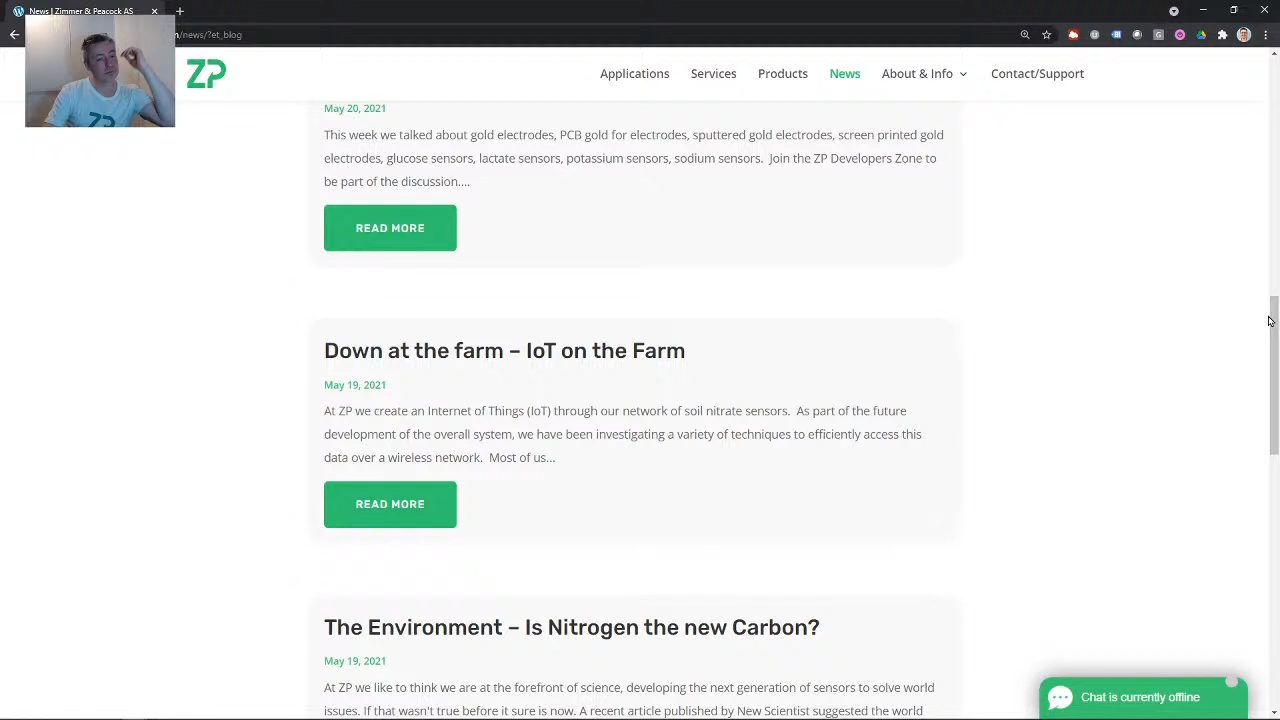 News | Zimmer & Peacock AS
m/news/?et_blog
ZP
Applications
Services
Products
News
About & Info
Contact/Support
May 20, 2021
This week we talked about gold electrodes, PCB gold for electrodes, sputtered gold electrodes, screen printed gold
electrodes, glucose sensors, lactate sensors, potassium sensors, sodium sensors. Join the ZP Developers Zone to
be part of the discussion....
READ MORE
Down at the farm – IoT on the Farm
May 19, 2021
At ZP we create an Internet of Things (IoT) through our network of soil nitrate sensors. As part of the future
development of the overall system, we have been investigating a variety of techniques to efficiently access this
data over a wireless network. Most of us...
READ MORE
The Environment – Is Nitrogen the new Carbon?
May 19, 2021
At ZP we like to think we are at the forefront of science, developing the next generation of sensors to solve world
issues. If that wasn't true before it sure is now. A recent article published by New Scientist suggested the world
Chat is currently offline
ZP